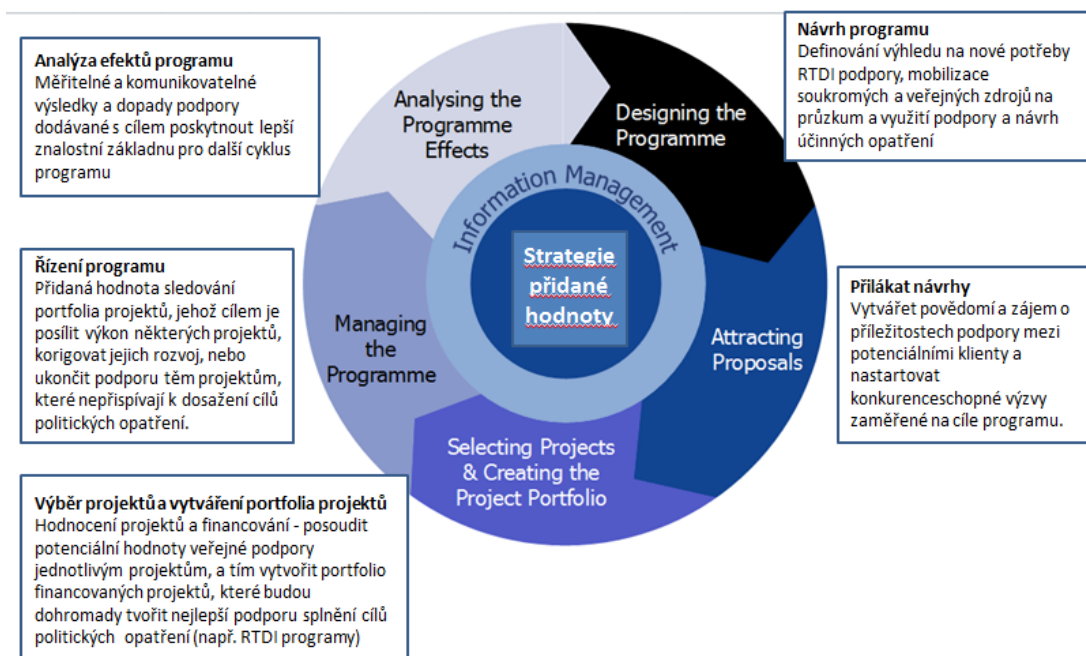 Analýza efektů programu
Měřitelné a komunikovatelné
výsledky a dopady podpory
dodávané s cílem poskytnout lepší
znalostní základnu pro další cyklus
programu
Návrh programu
Definování výhledu na nové potřeby
RTDI podpory, mobilizace
soukromých a veřejných zdrojů na
průzkum a využití podpory a návrh
účinných opatření
Analysing the
Programme
Effects
Designing the
Programme
Information Management
Strategie
přidané
hodnoty
Řízení programu
Přidaná hodnota sledování
portfolia projektů, jehož cílem je
posílit výkon některých projektů,
korigovat jejich rozvoj, nebo
ukončit podporu těm projektům,
které nepřispívají k dosažení cílů
politických opatření.
Managing
the
Programme
Attracting
Proposals
Přilákat návrhy
Vytvářet povědomí a zájem o
příležitostech podpory mezi
potenciálními klienty a
nastartovat
konkurenceschopné výzvy
zaměřené na cíle programu.
Selecting Projects
& Creating the
Project Portfolio
Výběr projektů a vytváření portfolia projektů
Hodnocení projektů a financování - posoudit
potenciální hodnoty veřejné podpory
jednotlivým projektům, a tím vytvořit portfolio
financovaných projektů, které budou
dohromady tvořit nejlepší podporu splnění cílů
politických opatření (např. RTDI programy)